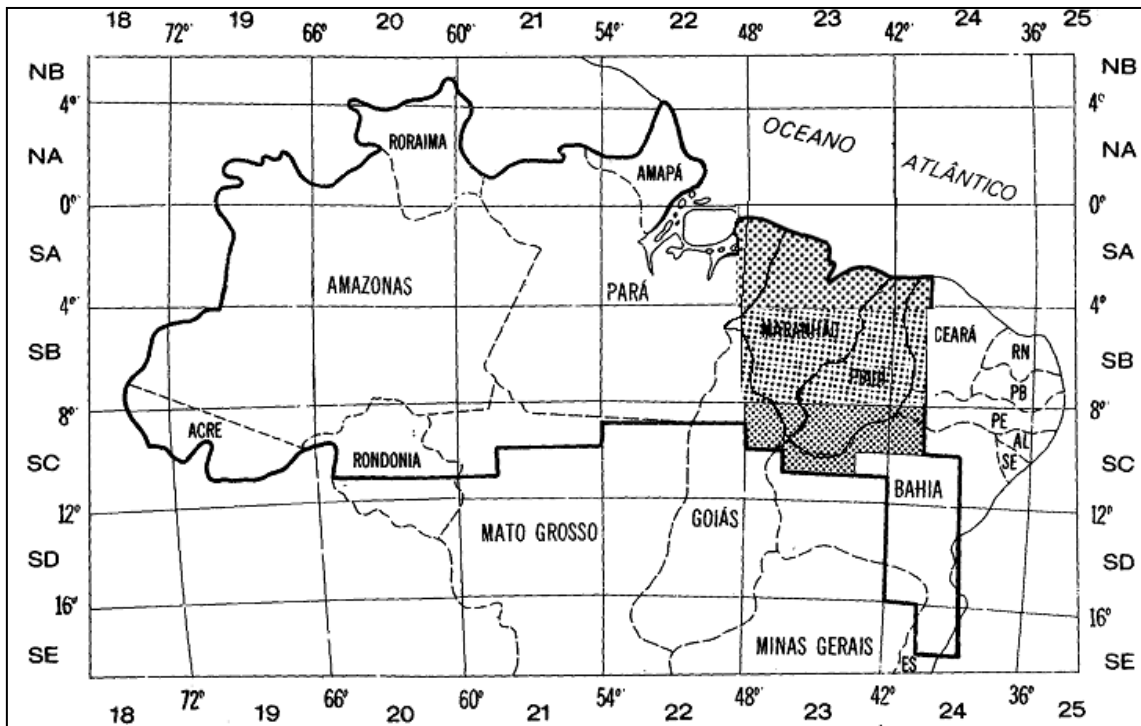 18 19 20 21 22 23 24 25
72° 66° 60° 54° 48° 42° 36°
NB NB
4° 4°
RORAIMA
OCEANO
NA NA
AMAPÁ
ATLÂNTICO
0° 0°
SA SA
AMAZONAS PARÁ
4° 4°
MARANHÃO CEARÁ
SB RN SB
PIAUÍ
PB
8° 8°
ACRE PE
AL
SC RONDONIA SE SC
BAHIA
12° 12°
MATO GROSSO GOIÁS
SD SD
16° 16°
MINAS GERAIS
SE ES SE
72° 66° 60° 54° 48° 42° 36°
18 19 20 21 22 23 24 25